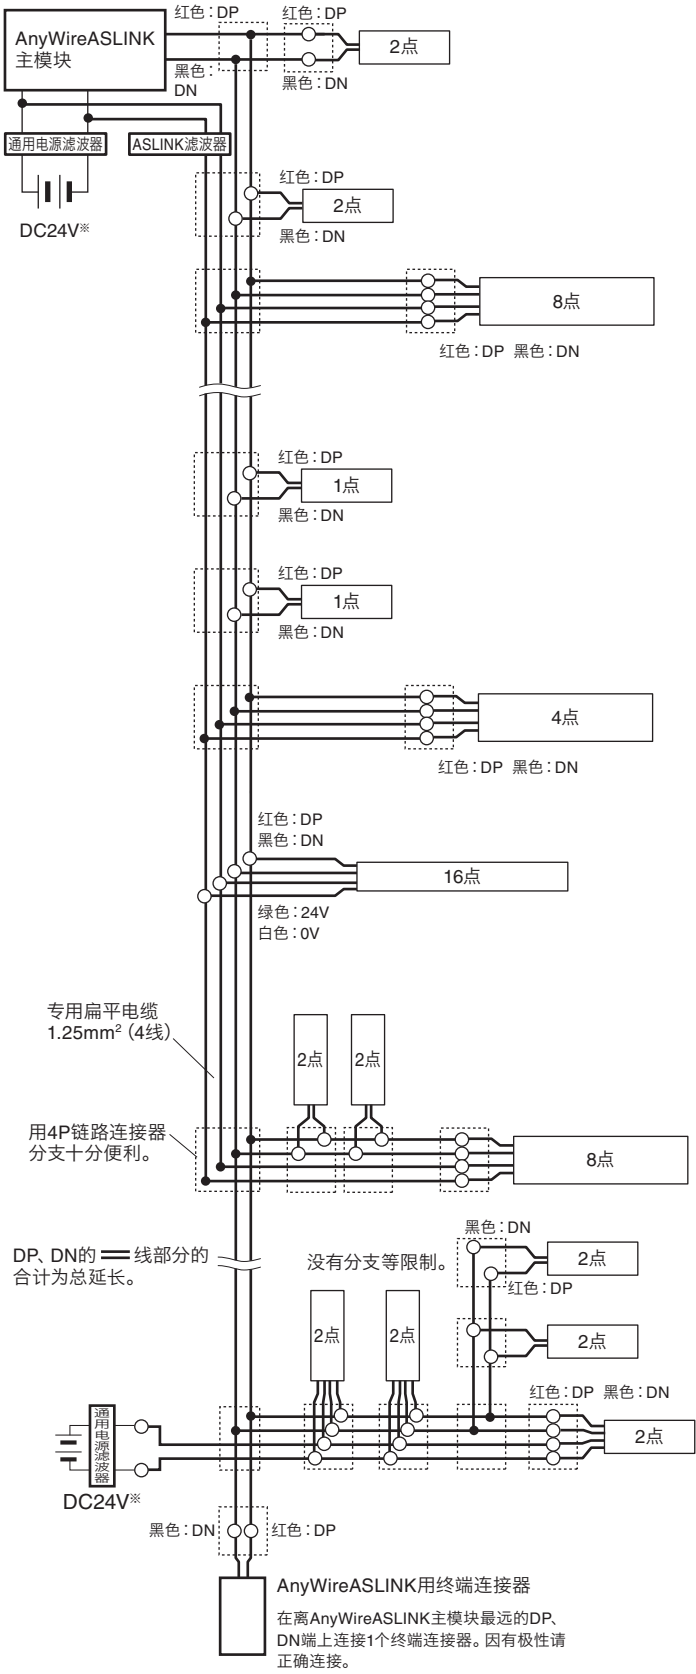 红色：DP
红色：DP
AnyWireASLINK
主模块
2点
黑色：
DN
黑色：DN
通用电源滤波器
ASLINK滤波器
DC24V※
红色：DP
2点
黑色：DN
8点
红色：DP 黑色：DN
红色：DP
1点
黑色：DN
红色：DP
1点
黑色：DN
4点
红色：DP 黑色：DN
红色：DP
黑色：DN
16点
绿色：24V
白色：0V
专用扁平电缆
1.25mm²（4线）
2点
2点
用4P链路连接器
分支十分便利。
8点
DP、DN的 线部分的
合计为总延长。
没有分支等限制。
黑色：DN
2点
红色：DP
2点
2点
2点
红色：DP 黑色：DN
2点
通用电源滤波器
DC24V※
黑色：DN
红色：DP
AnyWireASLINK用终端连接器
在离AnyWireASLINK主模块最远的DP、
DN端上连接1个终端连接器。因有极性请
正确连接。